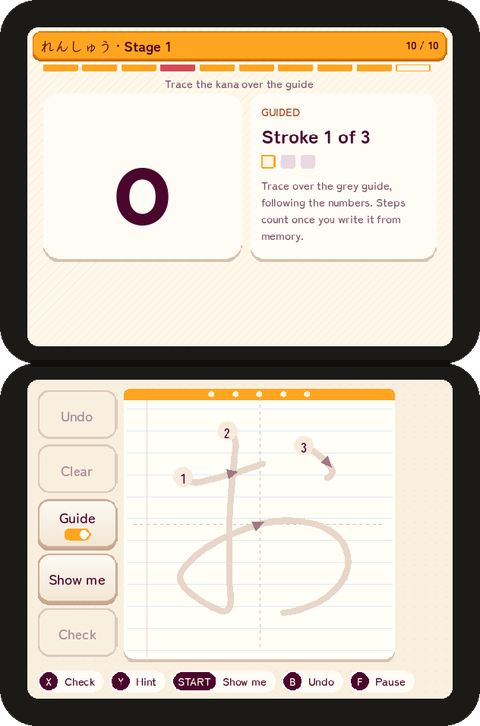 れんしゅう · Stage 1
10 / 10
Trace the kana over the guide
o
GUIDED
Stroke 1 of 3
Trace over the grey guide,
following the numbers. Steps
count once you write it from
memory.
Undo
Clear
Guide
Show me
Check
1
2
3
お
X Check
Y Hint
START Show me
B Undo
F Pause